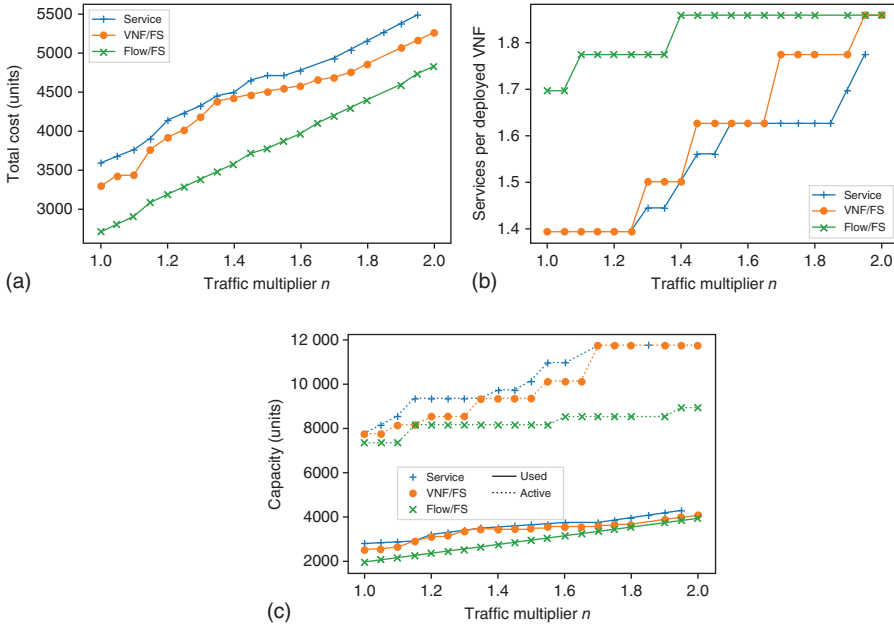 5500
5000
4500
4000
3500
3000
Total cost (units)
Service
VNF/FS
Flow/FS
1.0
1.2
1.4
1.6
1.8
2.0
Traffic multiplier n
(a)
1.8
1.7
1.6
1.5
1.4
Services per deployed VNF
Service
VNF/FS
Flow/FS
1.0
1.2
1.4
1.6
1.8
2.0
Traffic multiplier n
(b)
12 000
10 000
8000
6000
4000
2000
Capacity (units)
Service
VNF/FS
Flow/FS
Used
Active
1.0
1.2
1.4
1.6
1.8
2.0
Traffic multiplier n
(c)